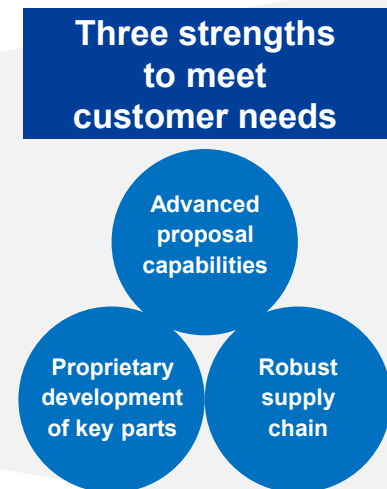 Three strengths
to meet
customer needs
Advanced
proposal
capabilities
Proprietary
development
of key parts
Robust
supply
chain